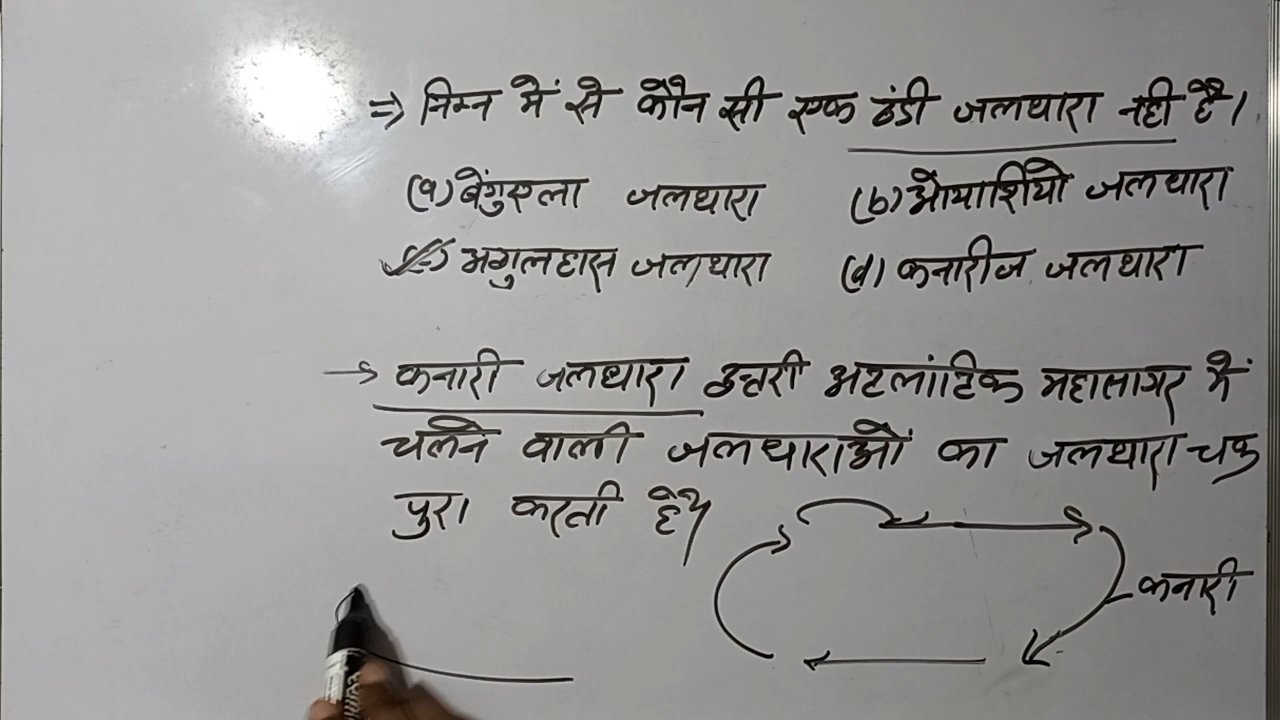 ⇒ निम्न में से कौन सी एक ठंडी जलधारा नही है।
(a) बेंगुएला जलधारा (b) ओयाशियो जलधारा
(c) अगुलहास जलधारा (d) कनारीज जलधारा
→ कनारी जलधारा उत्तरी अटलांटिक महासागर में
चलने वाली जलधाराओं का जलधारा चक्र
पुरा करती है।
कनारी